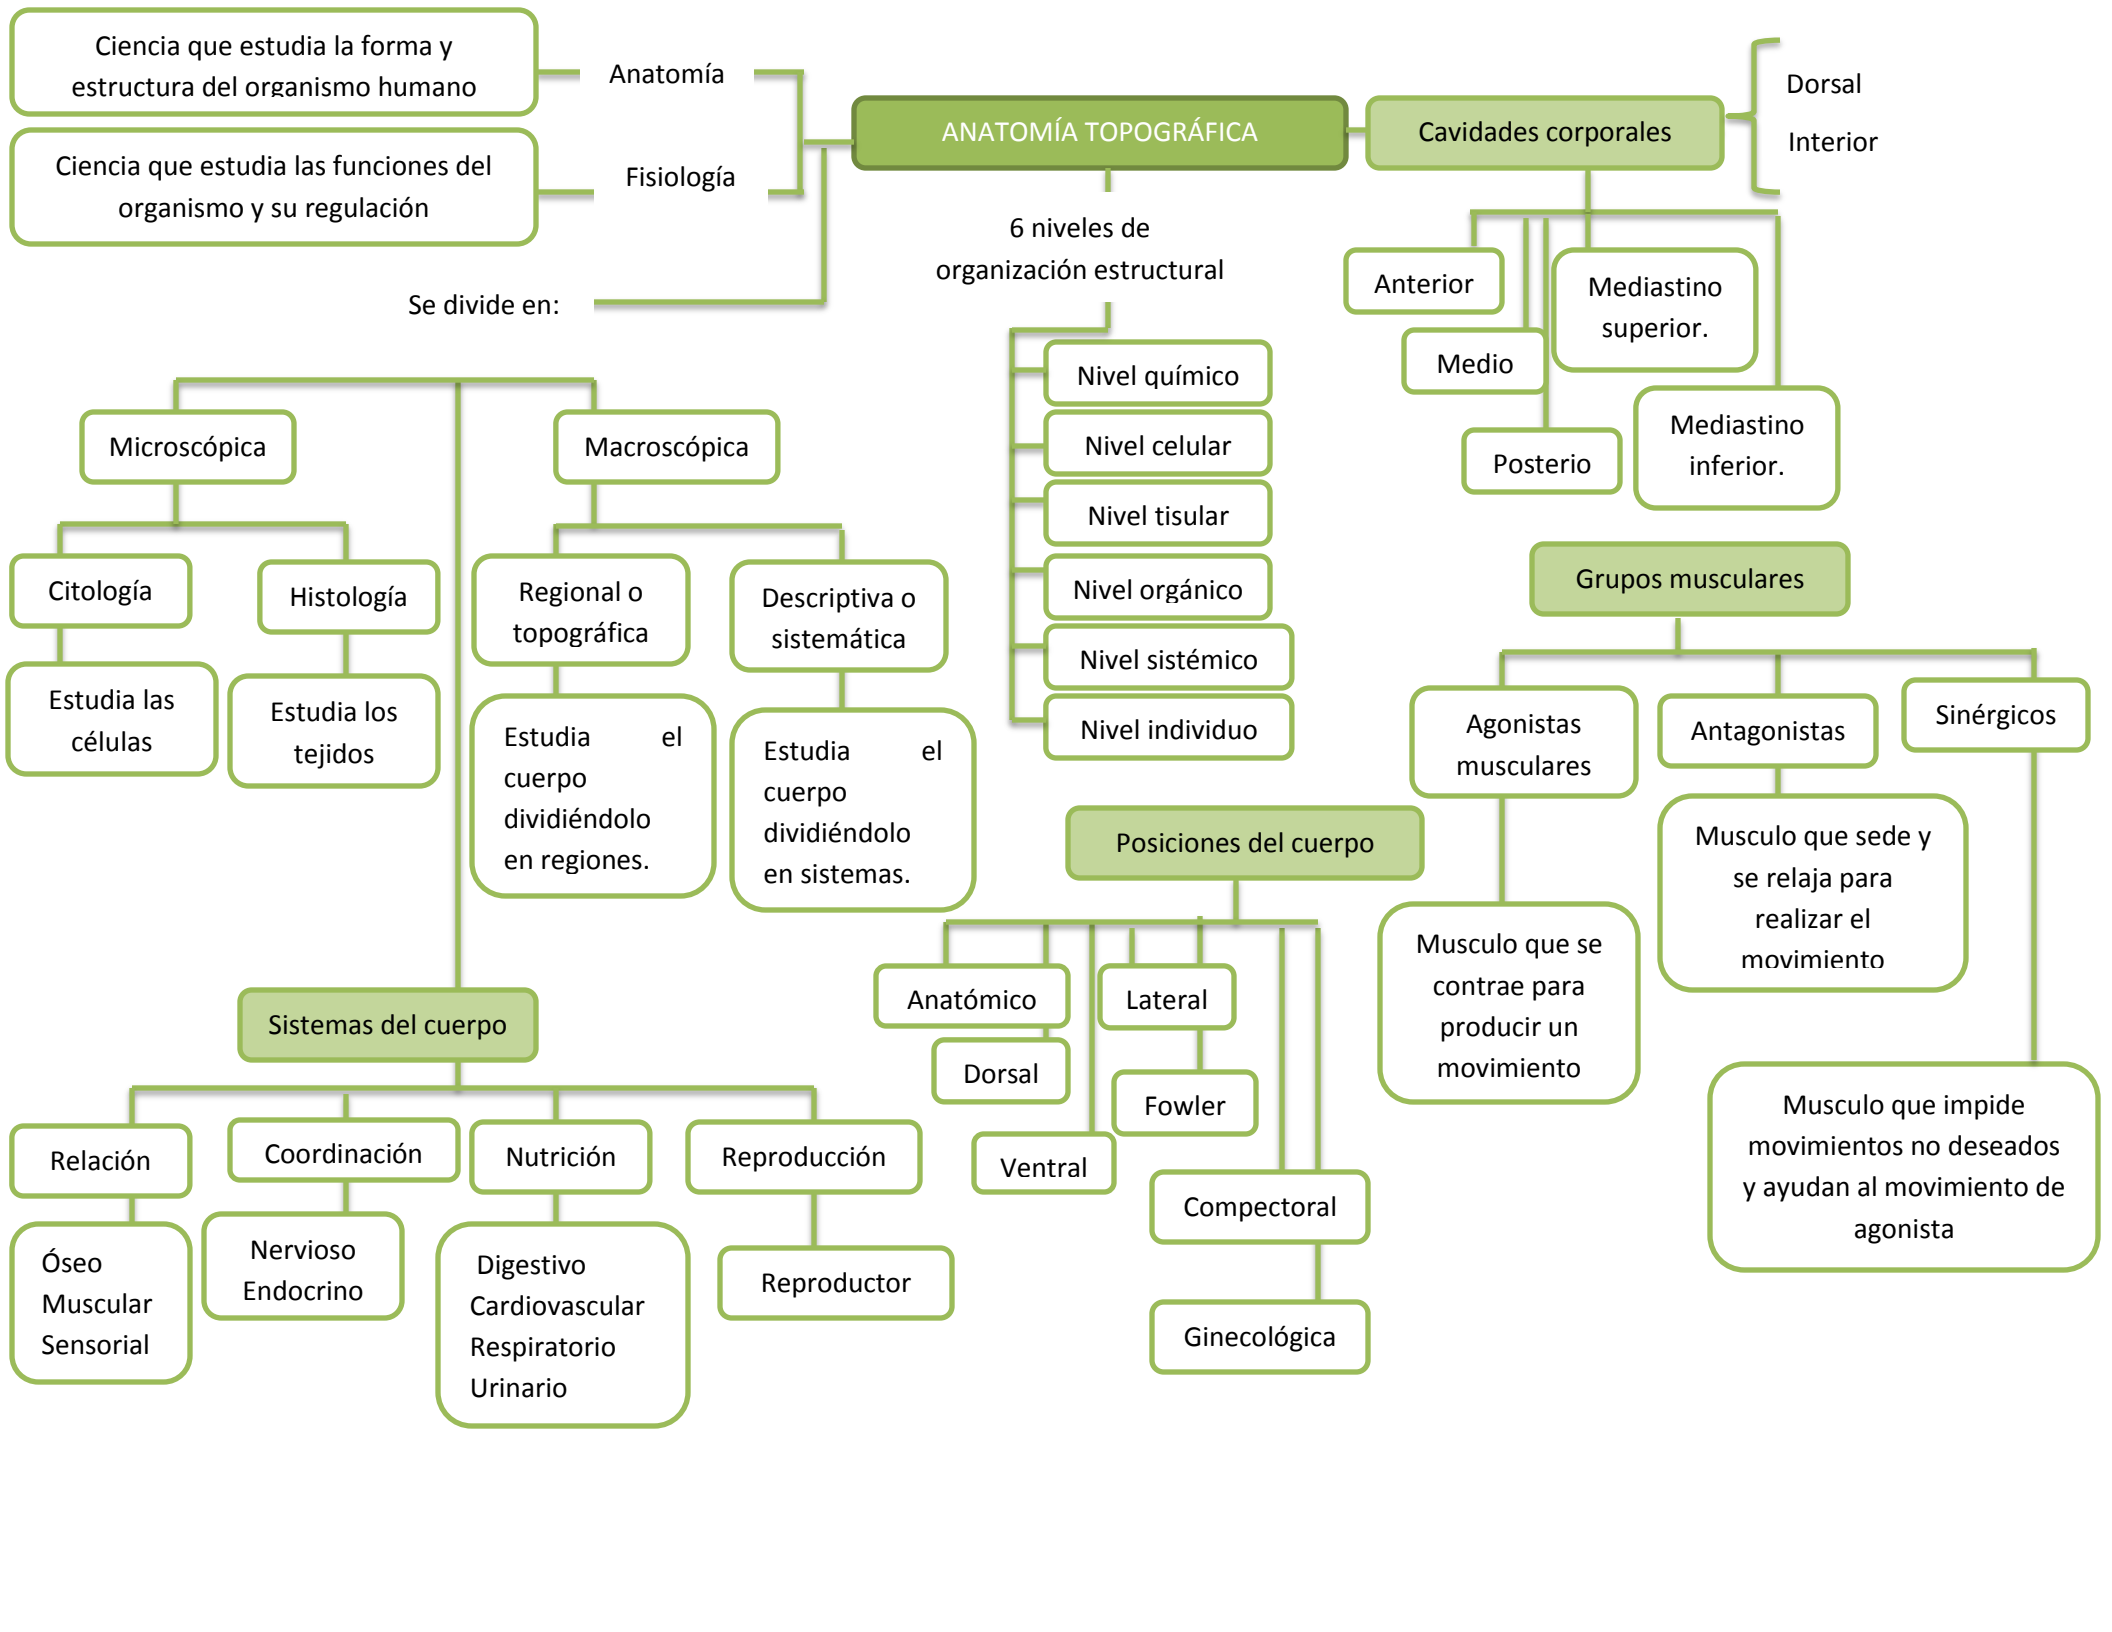 Ciencia que estudia la forma y
estructura del organismo humano
Anatomía
Ciencia que estudia las funciones del
organismo y su regulación
Fisiología
ANATOMÍA TOPOGRÁFICA
Cavidades corporales
Dorsal
Interior
6 niveles de
organización estructural
Se divide en:
Anterior
Mediastino
superior.
Medio
Posterio
Mediastino
inferior.
Nivel químico
Nivel celular
Nivel tisular
Nivel orgánico
Nivel sistémico
Nivel individuo
Microscópica
Macroscópica
Citología
Histología
Regional o
topográfica
Descriptiva o
sistemática
Estudia las
células
Estudia los
tejidos
Estudia el
cuerpo
dividiéndolo
en regiones.
Estudia el
cuerpo
dividiéndolo
en sistemas.
Grupos musculares
Agonistas
musculares
Antagonistas
Sinérgicos
Musculo que se
contrae para
producir un
movimiento
Musculo que sede y
se relaja para
realizar el
movimiento
Musculo que impide
movimientos no deseados
y ayudan al movimiento de
agonista
Posiciones del cuerpo
Anatómico
Dorsal
Ventral
Lateral
Fowler
Compectoral
Ginecológica
Sistemas del cuerpo
Relación
Coordinación
Nutrición
Reproducción
Óseo
Muscular
Sensorial
Nervioso
Endocrino
Digestivo
Cardiovascular
Respiratorio
Urinario
Reproductor